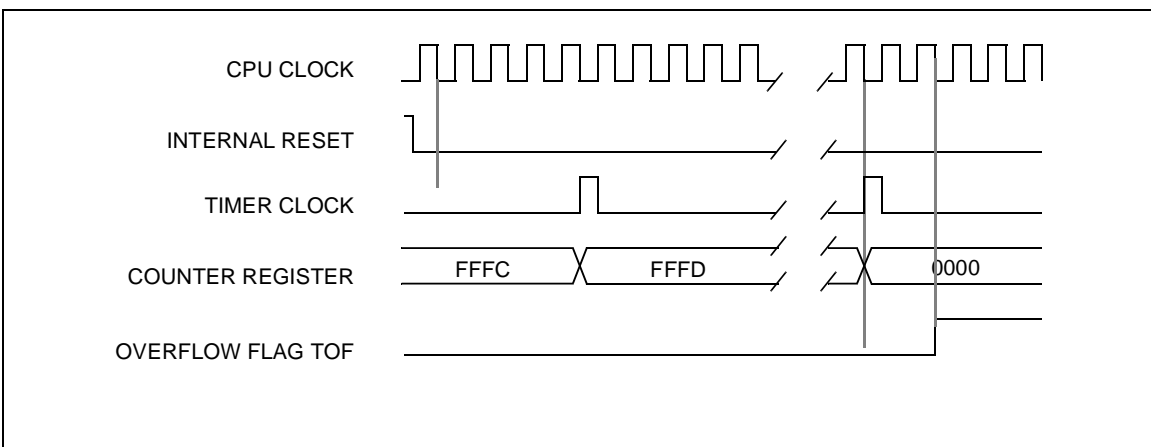 CPU CLOCK
INTERNAL RESET
TIMER CLOCK
COUNTER REGISTER
FFFC
FFFD
0000
OVERFLOW FLAG TOF